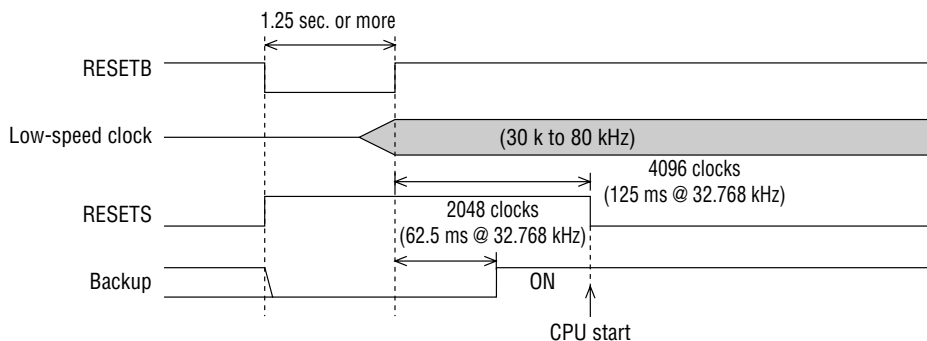 1.25 sec. or more
RESETB
Low-speed clock
(30 k to 80 kHz)
4096 clocks
(125 ms @ 32.768 kHz)
RESETS
2048 clocks
(62.5 ms @ 32.768 kHz)
Backup
ON
CPU start